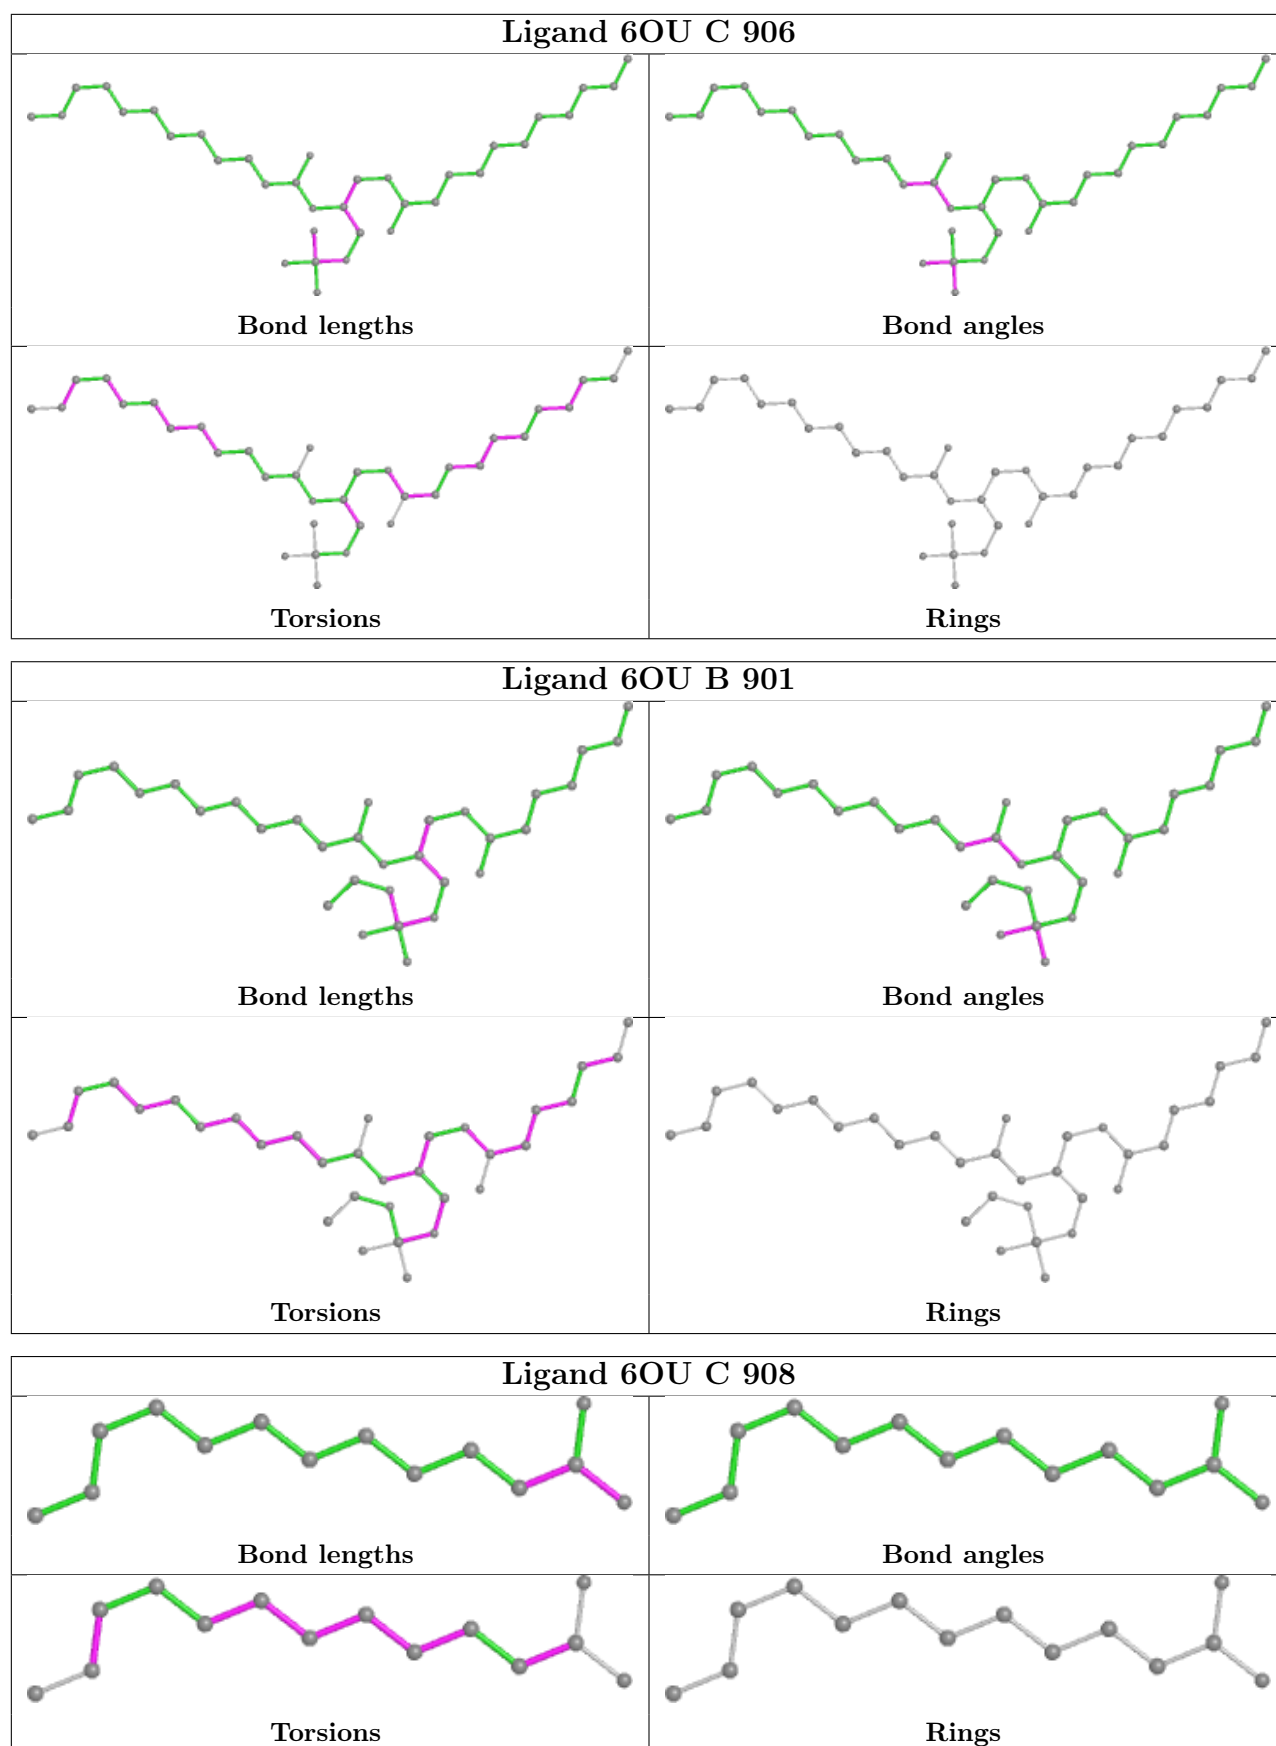 Ligand 6OU C 906
Bond lengths
Bond angles
Torsions
Rings
Ligand 6OU B 901
Bond lengths
Bond angles
Torsions
Rings
Ligand 6OU C 908
Bond lengths
Bond angles
Torsions
Rings